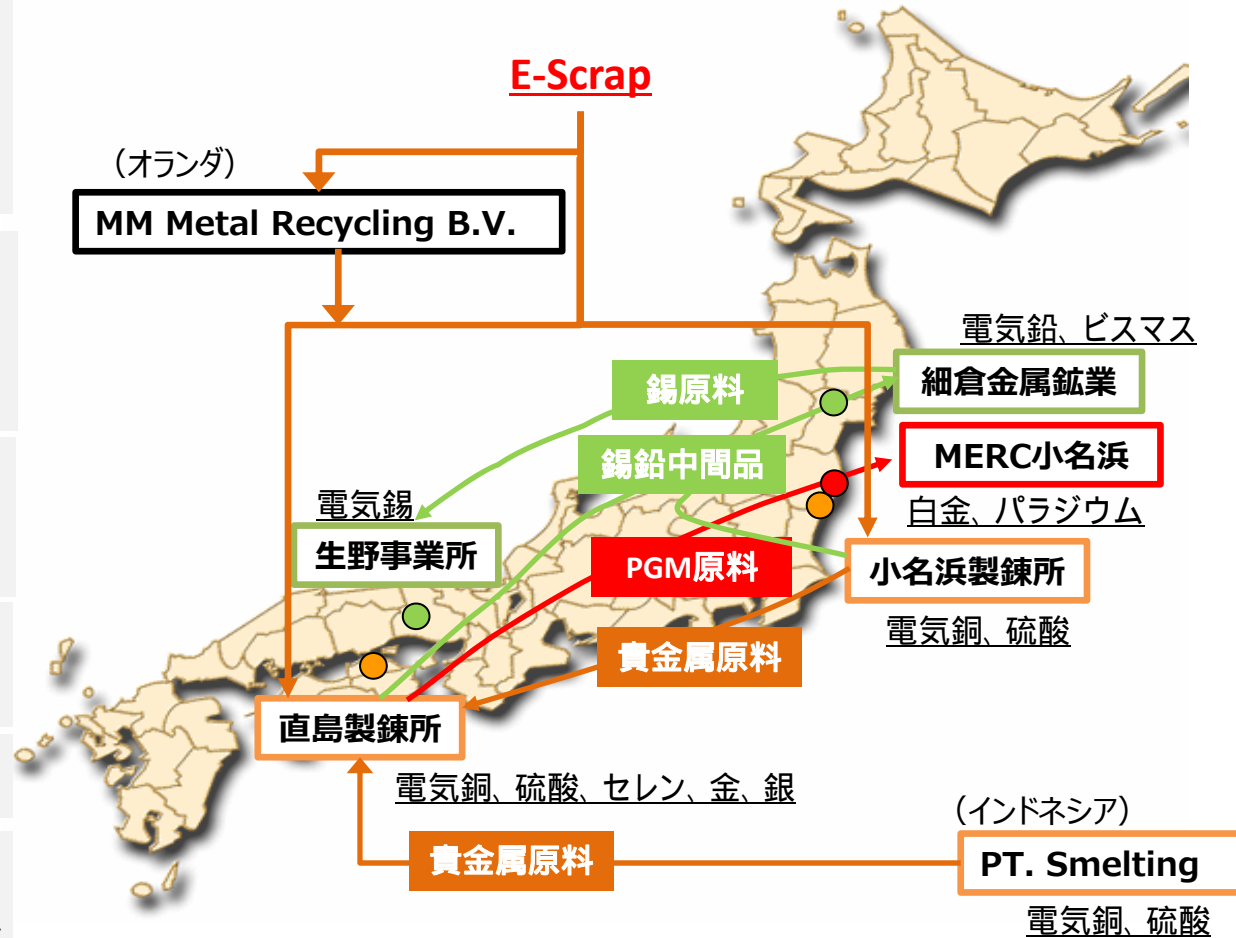 E-Scrap
（オランダ）
MM Metal Recycling B.V.
電気鉛、ビスマス
錫原料
細倉金属鉱業
錫鉛中間品
MERC小名浜
電気錫
白金、パラジウム
生野事業所
PGM原料
小名浜製錬所
電気銅、硫酸
貴金属原料
直島製錬所
電気銅、硫酸、セレン、金、銀
（インドネシア）
貴金属原料
PT. Smelting
電気銅、硫酸